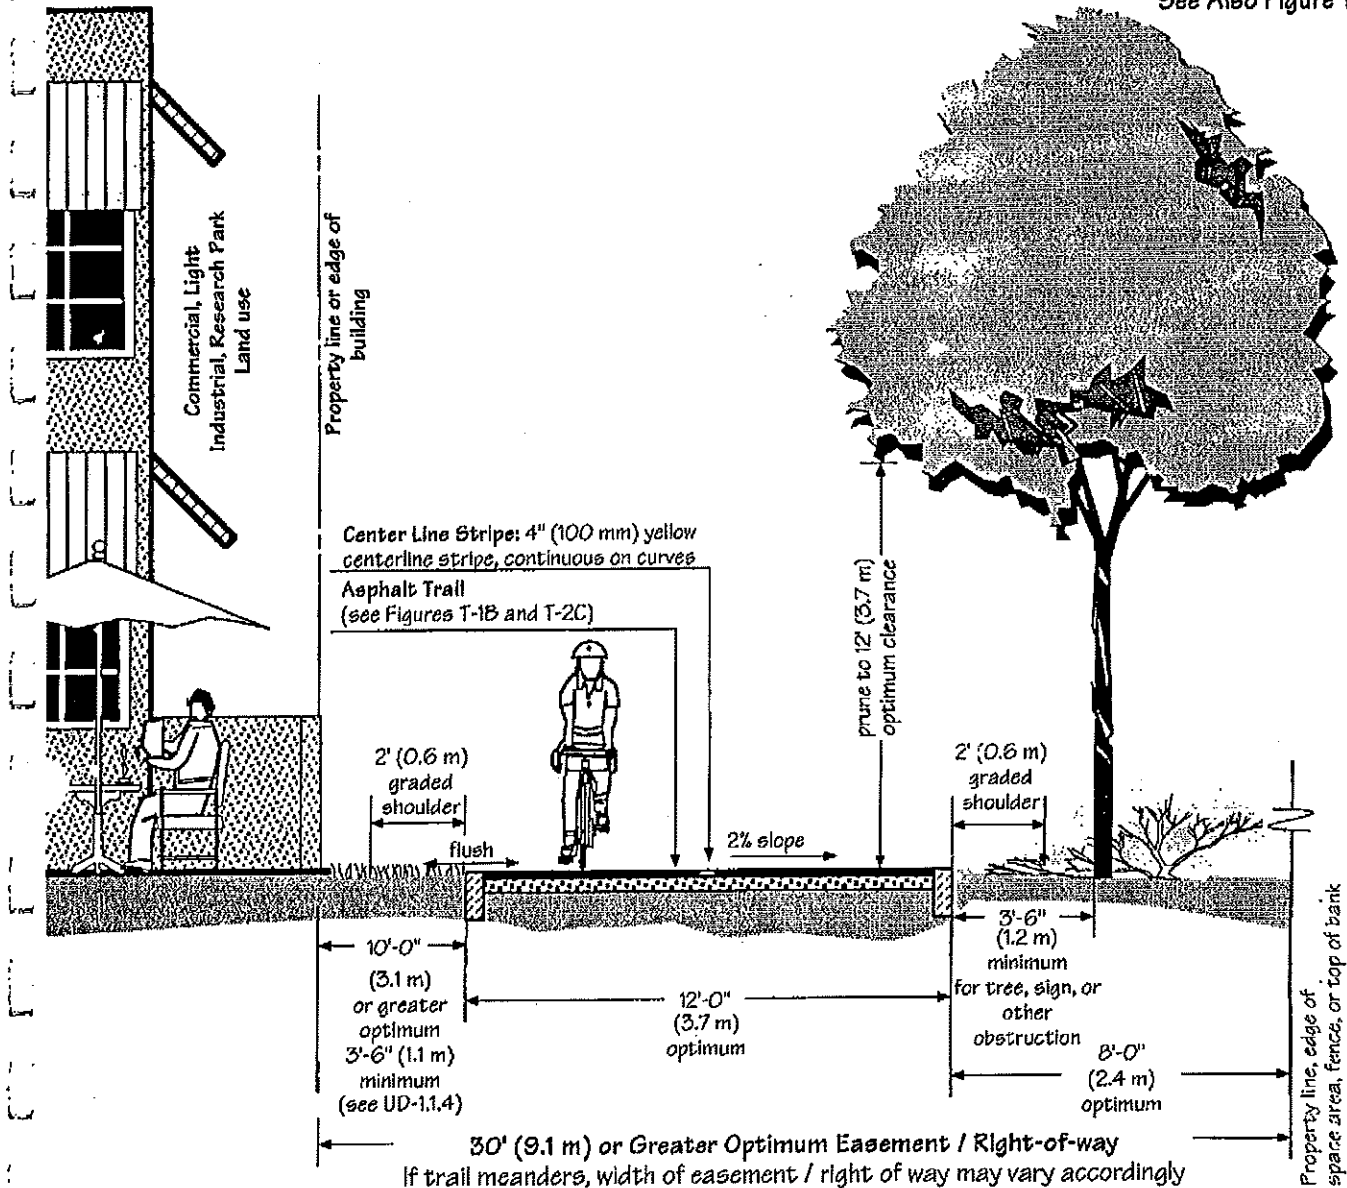 See Also Figure
Commercial, Light
Industrial, Research Park
Land use
Property line or edge of
building
Center Line Stripe: 4" (100 mm) yellow
centerline stripe, continuous on curves
Asphalt Trail
(see Figures T-1B and T-2C)
prune to 12' (3.7 m)
optimum clearance
2' (0.6 m)
graded
shoulder
flush
2% slope
2' (0.6 m)
graded
shoulder
10'-0"
(3.1 m)
or greater
optimum
3'-6" (1.1 m)
minimum
(see UD-1.1.4)
12'-0"
(3.7 m)
optimum
3'-6"
(1.2 m)
minimum
for tree, sign, or
other
obstruction
8'-0"
(2.4 m)
optimum
Property line, edge of
space area, fence, or top of bank
30' (9.1 m) or Greater Optimum Easement / Right-of-way
If trail meanders, width of easement / right of way may vary accordingly